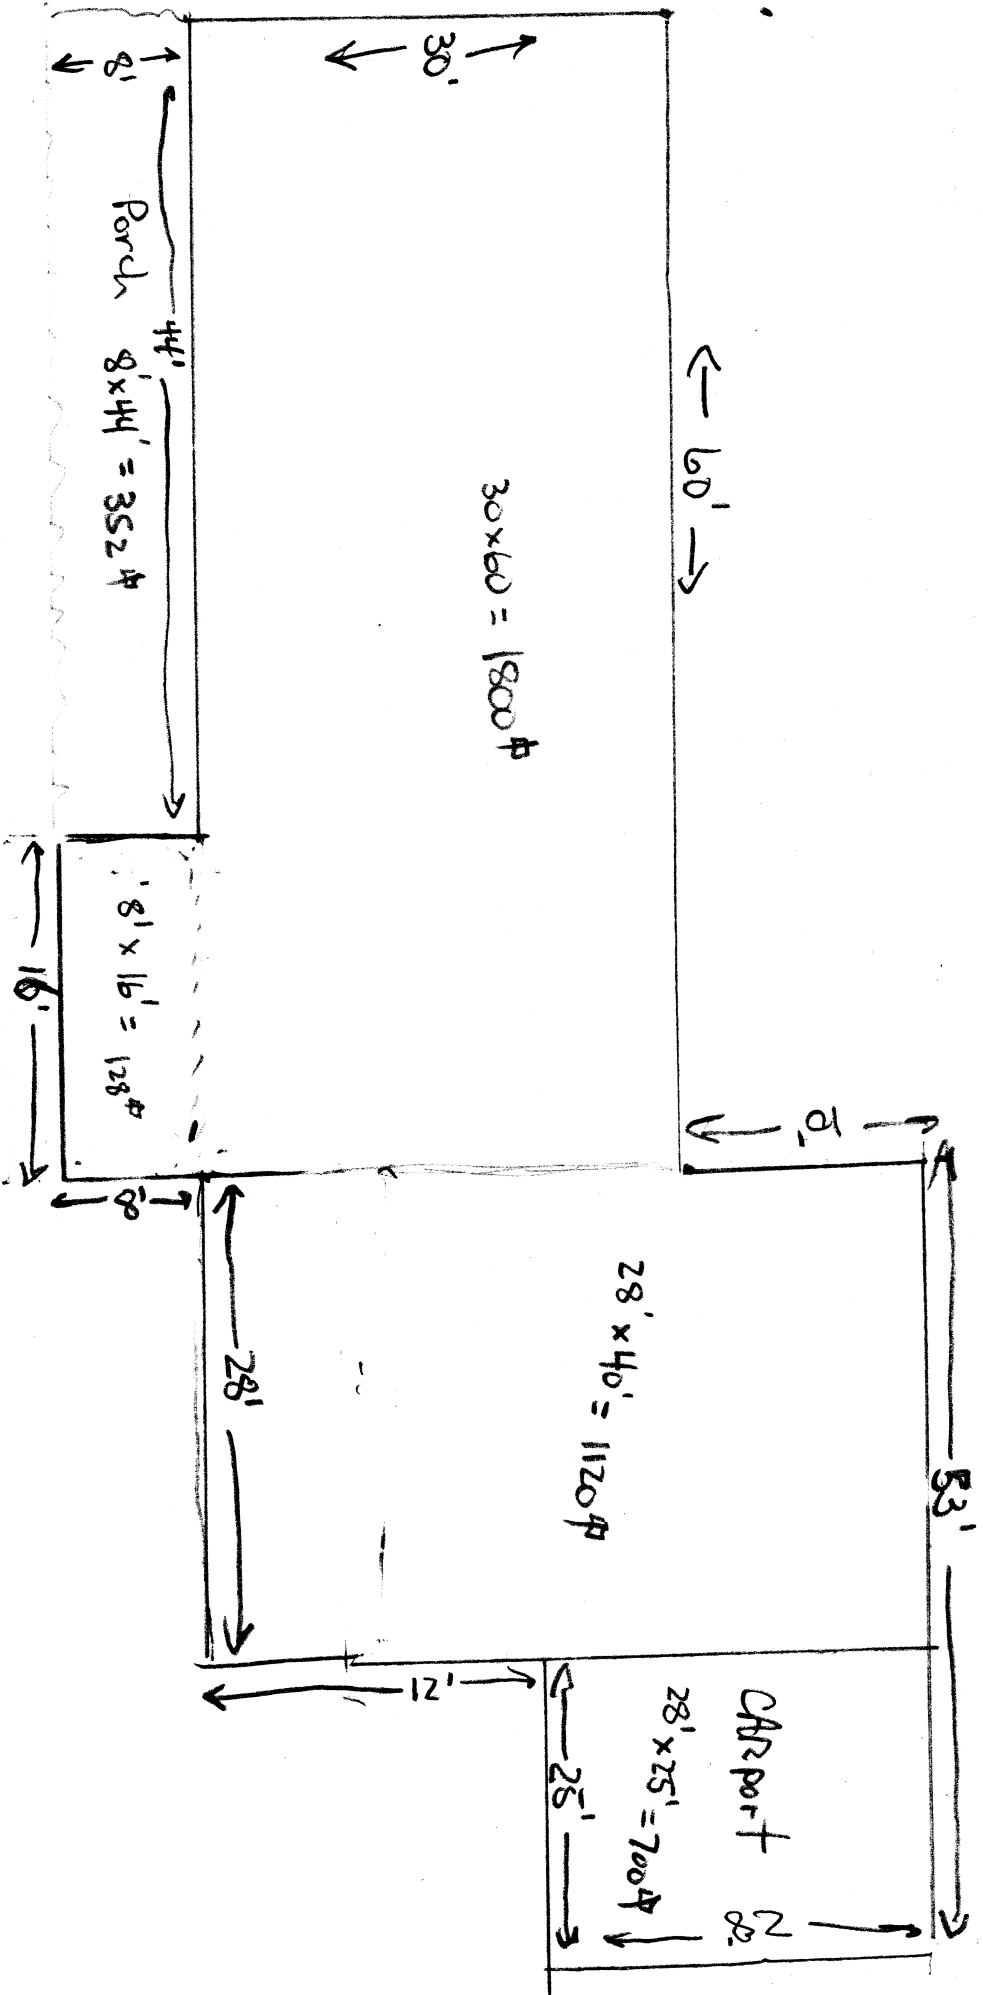 30'
8'
60'
44'
Porch 8'x44' = 352 ⏍
30x60 = 1800 ⏍
8' x 16' = 128 ⏍
16'
8'
10'
28'
28' x 40' = 1120 ⏍
53'
12'
25'
CARport
28' x 25' = 700 ⏍
28'